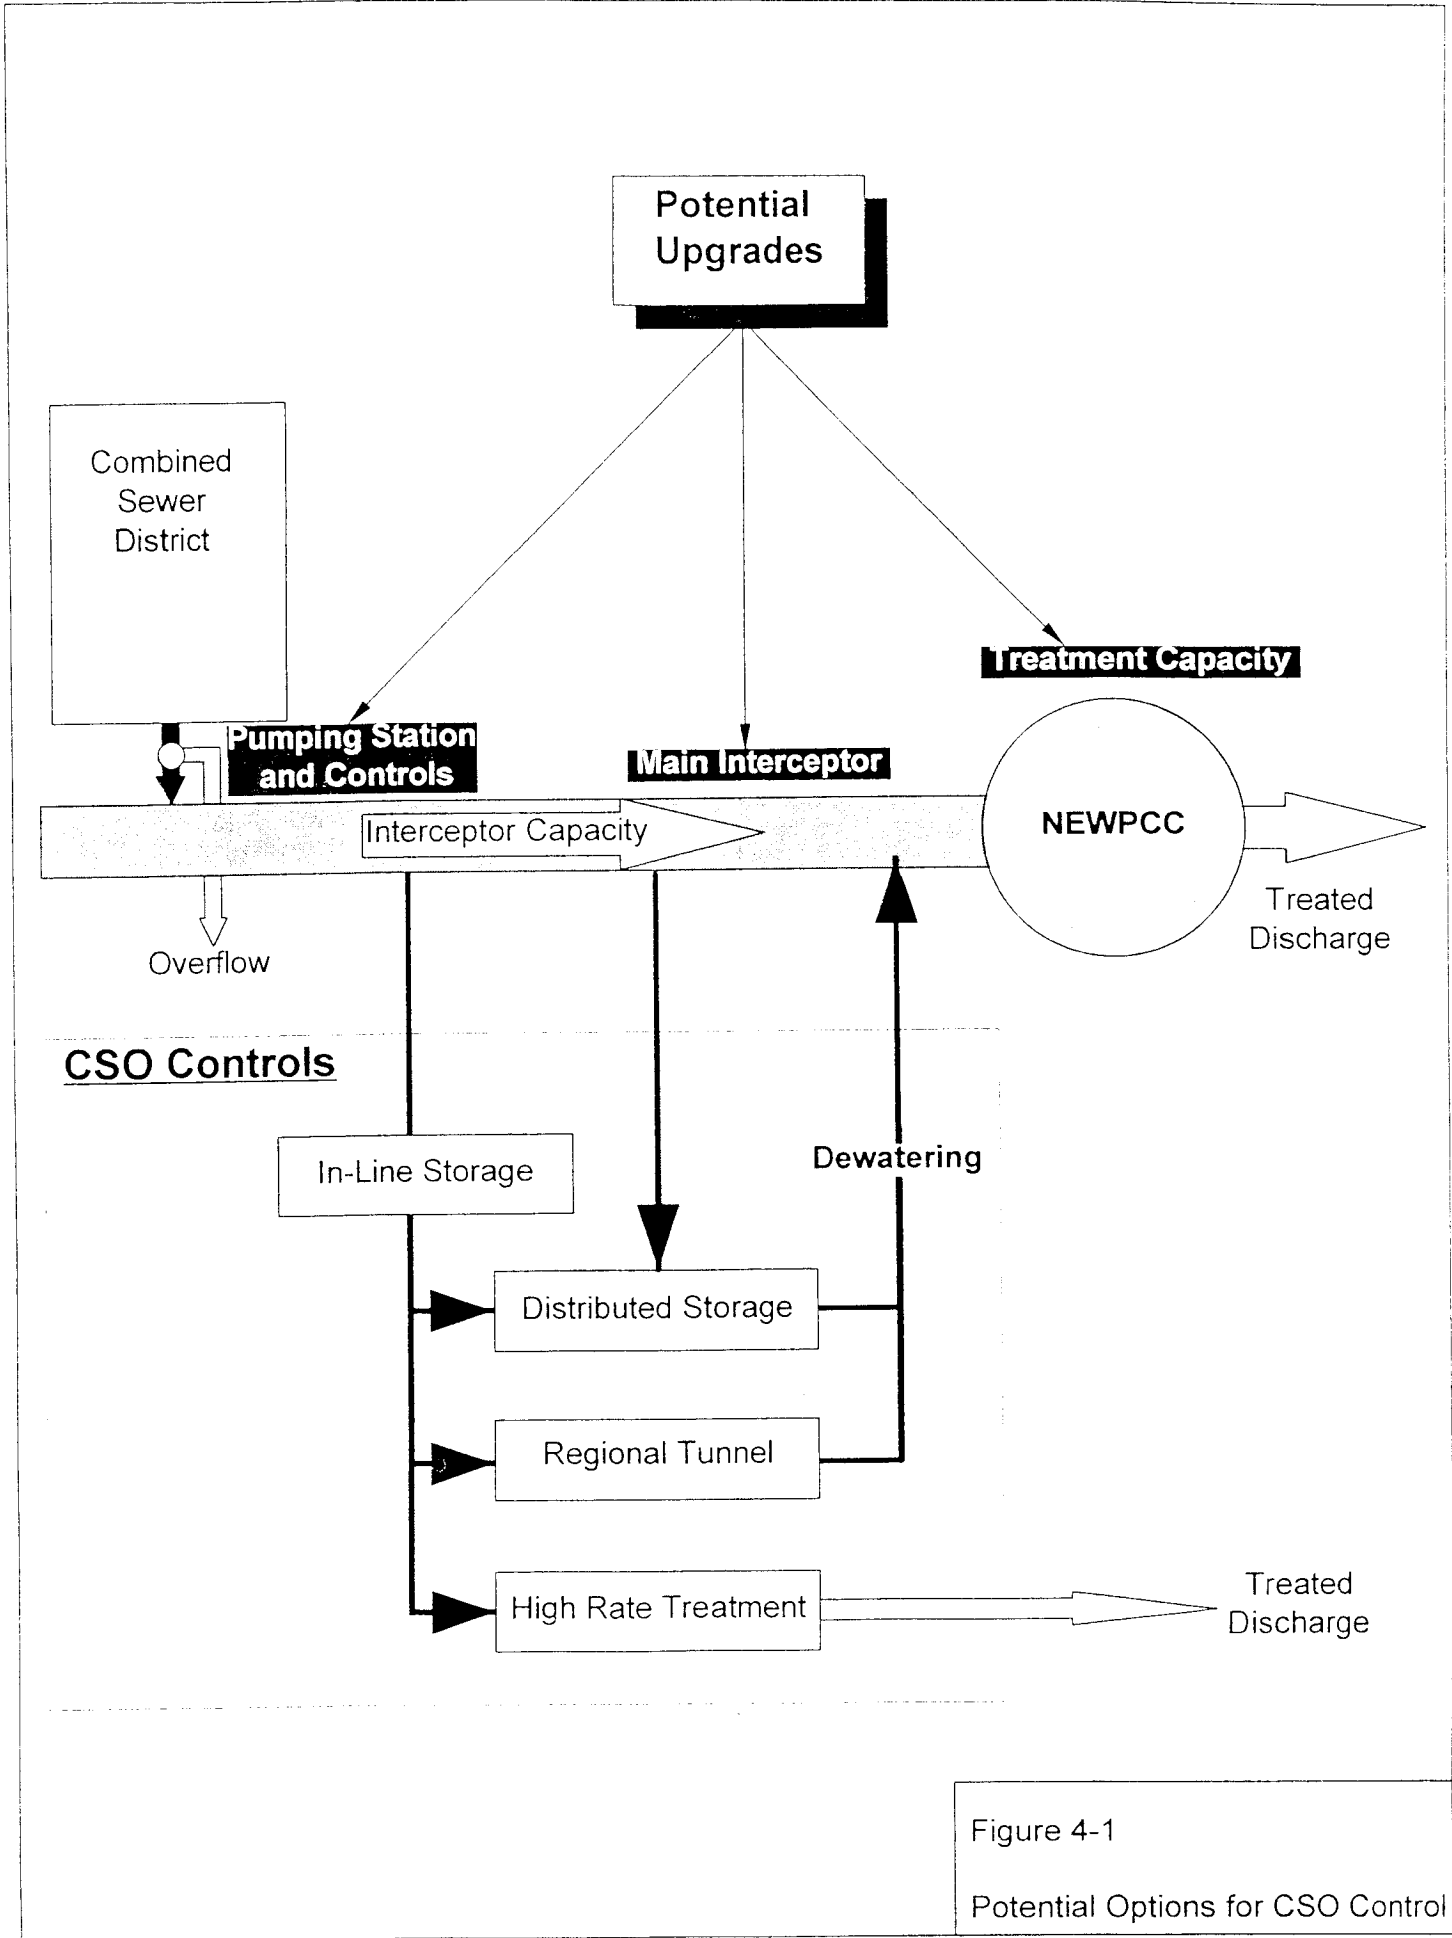 Potential
Upgrades
Combined
Sewer
District
Treatment Capacity
Pumping Station
and Controls
Main Interceptor
Interceptor Capacity
NEWPCC
Treated
Discharge
Overflow
CSO Controls
In-Line Storage
Dewatering
Distributed Storage
Regional Tunnel
High Rate Treatment
Treated
Discharge
Figure 4-1
Potential Options for CSO Control